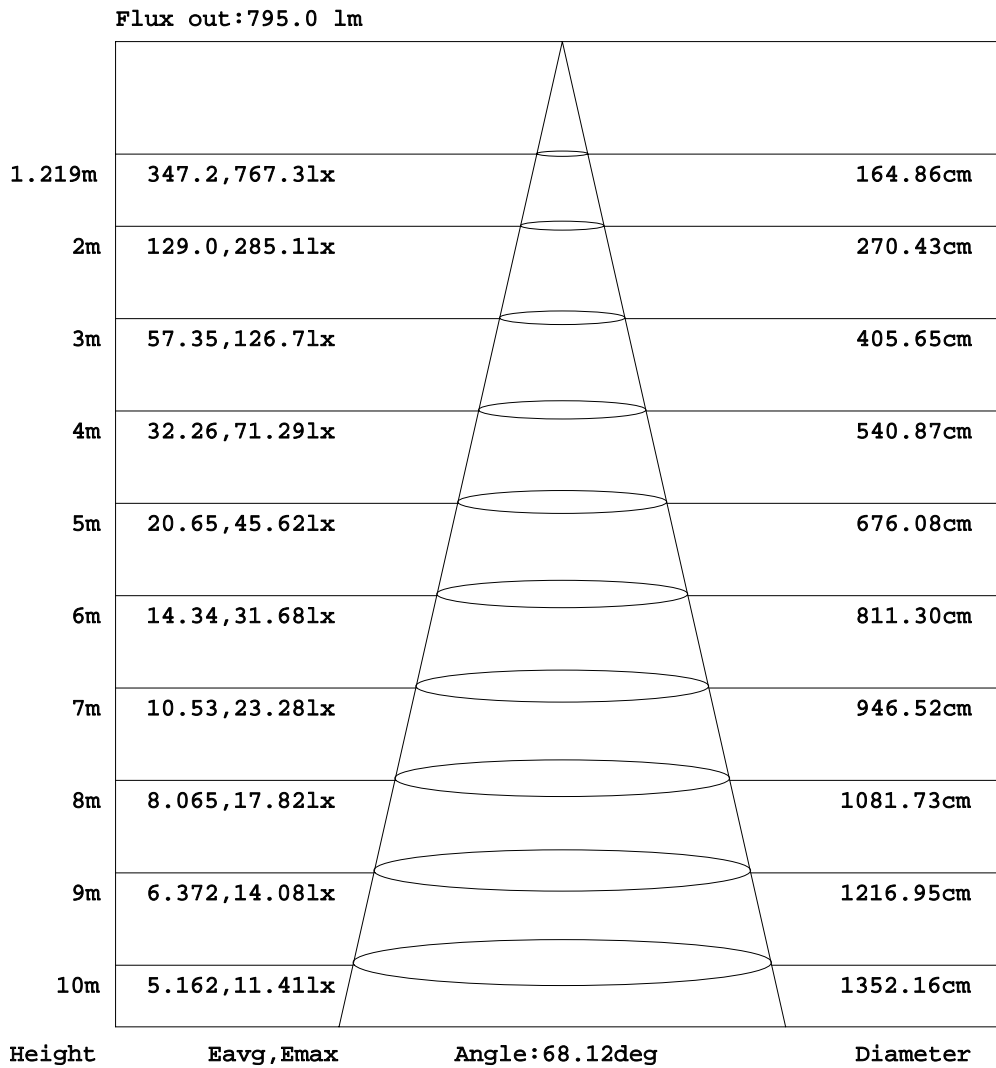 Flux out:795.0 lm
1.219m 347.2,767.3lx 164.86cm
2m 129.0,285.1lx 270.43cm
3m 57.35,126.7lx 405.65cm
4m 32.26,71.29lx 540.87cm
5m 20.65,45.62lx 676.08cm
6m 14.34,31.68lx 811.30cm
7m 10.53,23.28lx 946.52cm
8m 8.065,17.82lx 1081.73cm
9m 6.372,14.08lx 1216.95cm
10m 5.162,11.41lx 1352.16cm
Height Eavg,Emax Angle:68.12deg Diameter